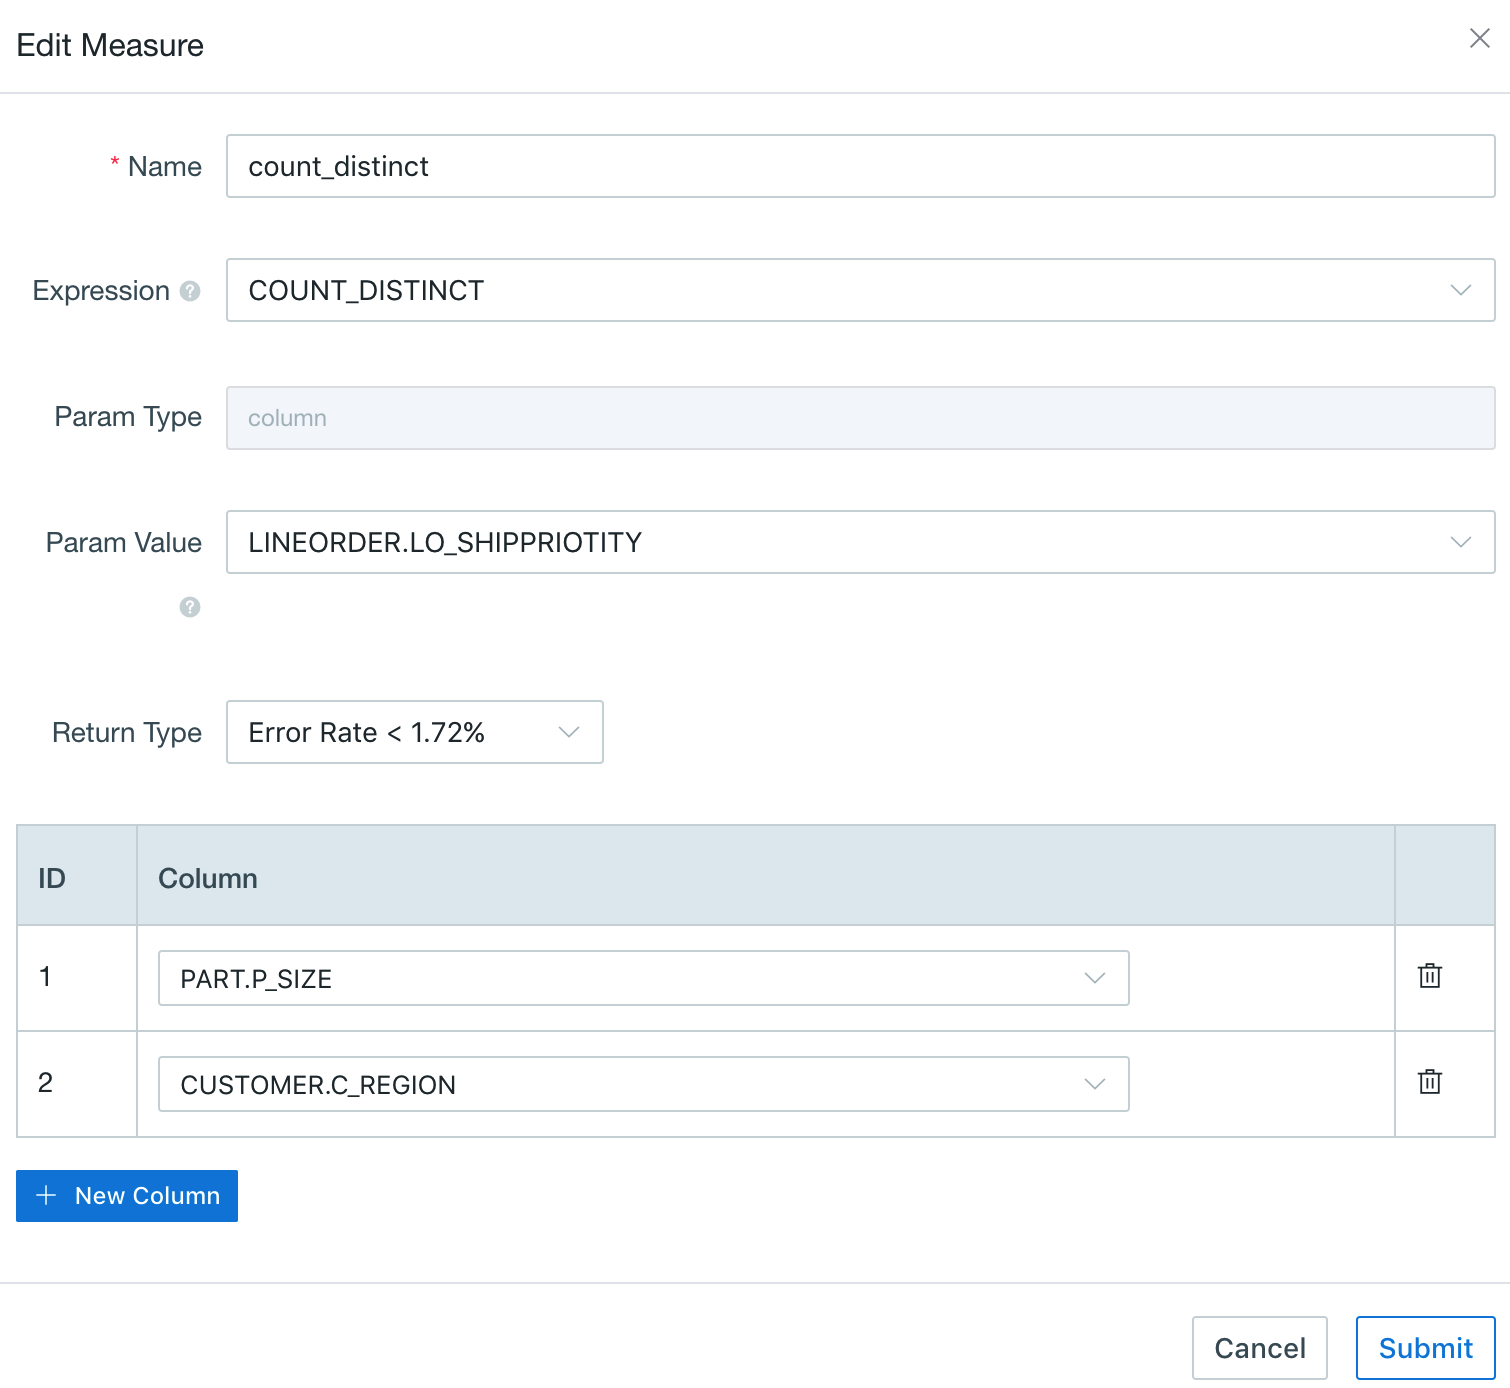 Edit Measure
* Name count_distinct
Expression ? COUNT_DISTINCT
Param Type column
Param Value LINEORDER.LO_SHIPPRIOTITY
?
Return Type Error Rate < 1.72%
ID Column
1 PART.P_SIZE
2 CUSTOMER.C_REGION
+ New Column
Cancel Submit